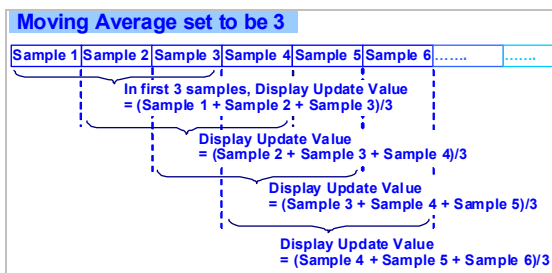 Moving Average set to be 3
Sample 1 Sample 2 Sample 3 Sample 4 Sample 5 Sample 6 ....... .......
In first 3 samples, Display Update Value
= (Sample 1 + Sample 2 + Sample 3)/3
Display Update Value
= (Sample 2 + Sample 3 + Sample 4)/3
Display Update Value
= (Sample 3 + Sample 4 + Sample 5)/3
Display Update Value
= (Sample 4 + Sample 5 + Sample 6)/3